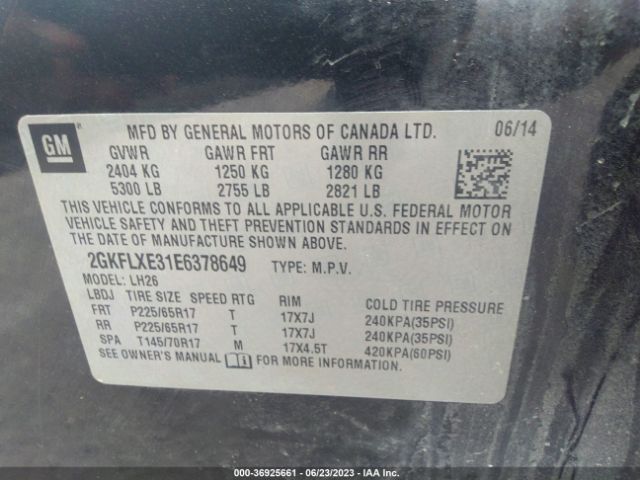 GM
MFD BY GENERAL MOTORS OF CANADA LTD. 06/14
GVWR GAWR FRT GAWR RR
2404 KG 1250 KG 1280 KG
5300 LB 2755 LB 2821 LB
THIS VEHICLE CONFORMS TO ALL APPLICABLE U.S. FEDERAL MOTOR
VEHICLE SAFETY AND THEFT PREVENTION STANDARDS IN EFFECT ON
THE DATE OF MANUFACTURE SHOWN ABOVE.
2GKFLXE31E6378649 TYPE: M.P.V.
MODEL: LH26
LBDJ TIRE SIZE SPEED RTG RIM COLD TIRE PRESSURE
FRT P225/65R17 T 17X7J 240KPA(35PSI)
RR P225/65R17 T 17X7J 240KPA(35PSI)
SPA T145/70R17 M 17X4.5T 420KPA(60PSI)
SEE OWNER'S MANUAL FOR MORE INFORMATION.
000-36925661 - 06/23/2023 - IAA Inc.